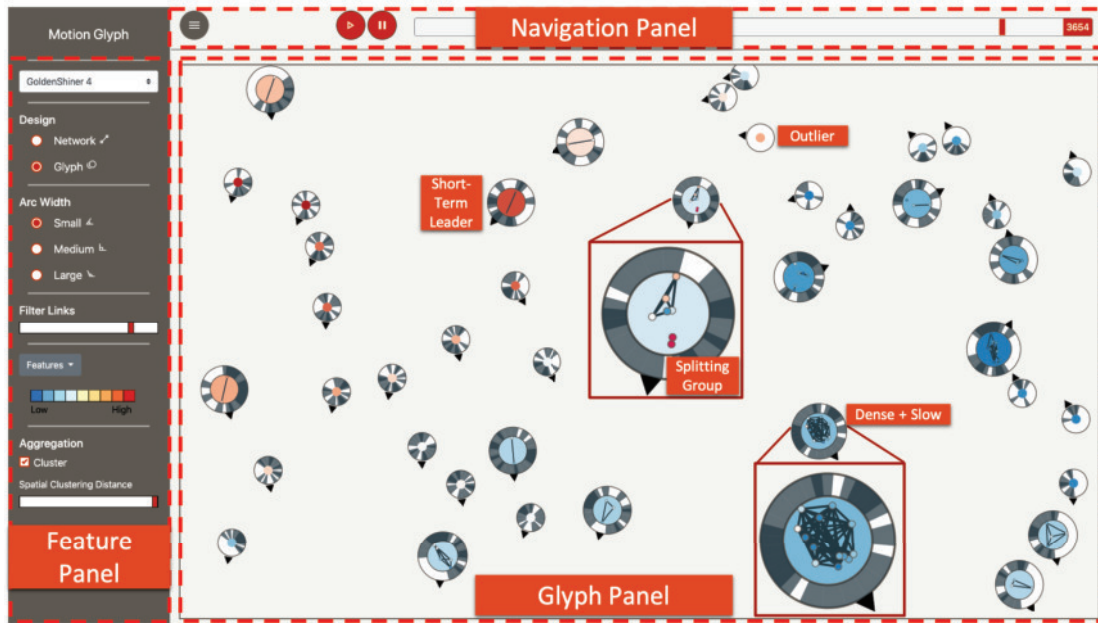 Motion Glyph
Navigation Panel
3654
GoldenShiner 4
Design
Network
Glyph
Arc Width
Small
Medium
Large
Filter Links
Features
Low
High
Aggregation
Cluster
Spatial Clustering Distance
Feature
Panel
Outlier
Short-
Term
Leader
Splitting
Group
Dense + Slow
Glyph Panel